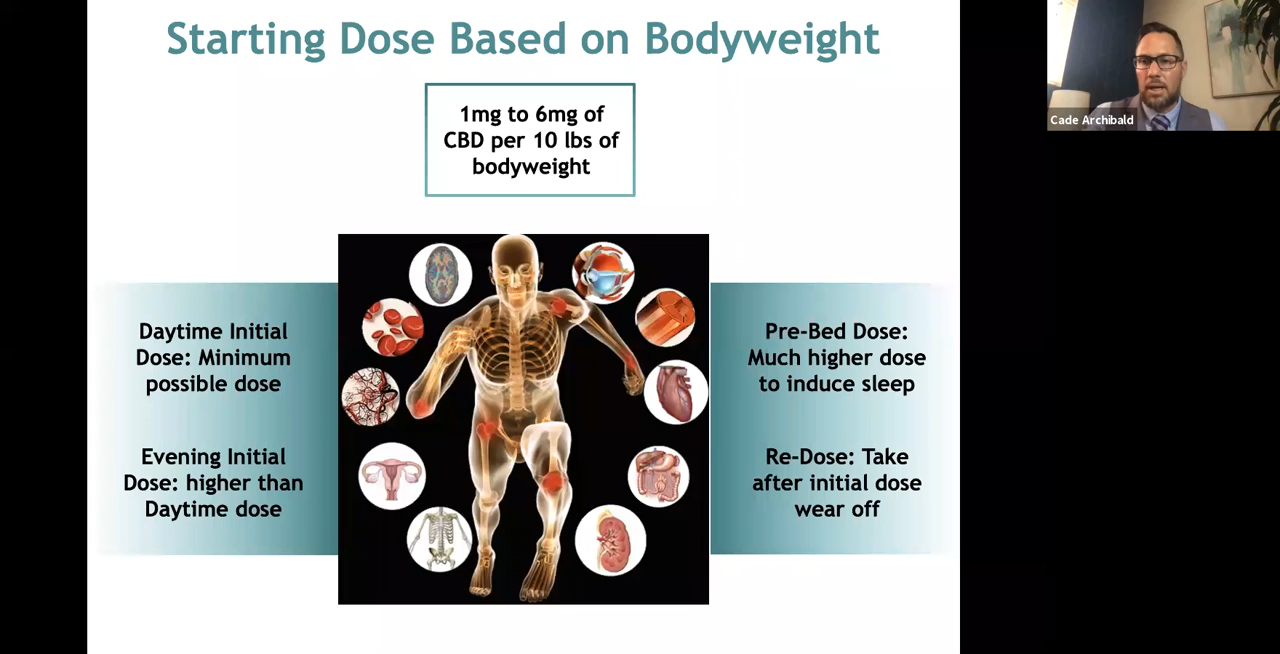 Starting Dose Based on Bodyweight
1mg to 6mg of
CBD per 10 lbs of
bodyweight
Cade Archibald
Daytime Initial
Dose: Minimum
possible dose
Evening Initial
Dose: higher than
Daytime dose
Pre-Bed Dose:
Much higher dose
to induce sleep
Re-Dose: Take
after initial dose
wear off